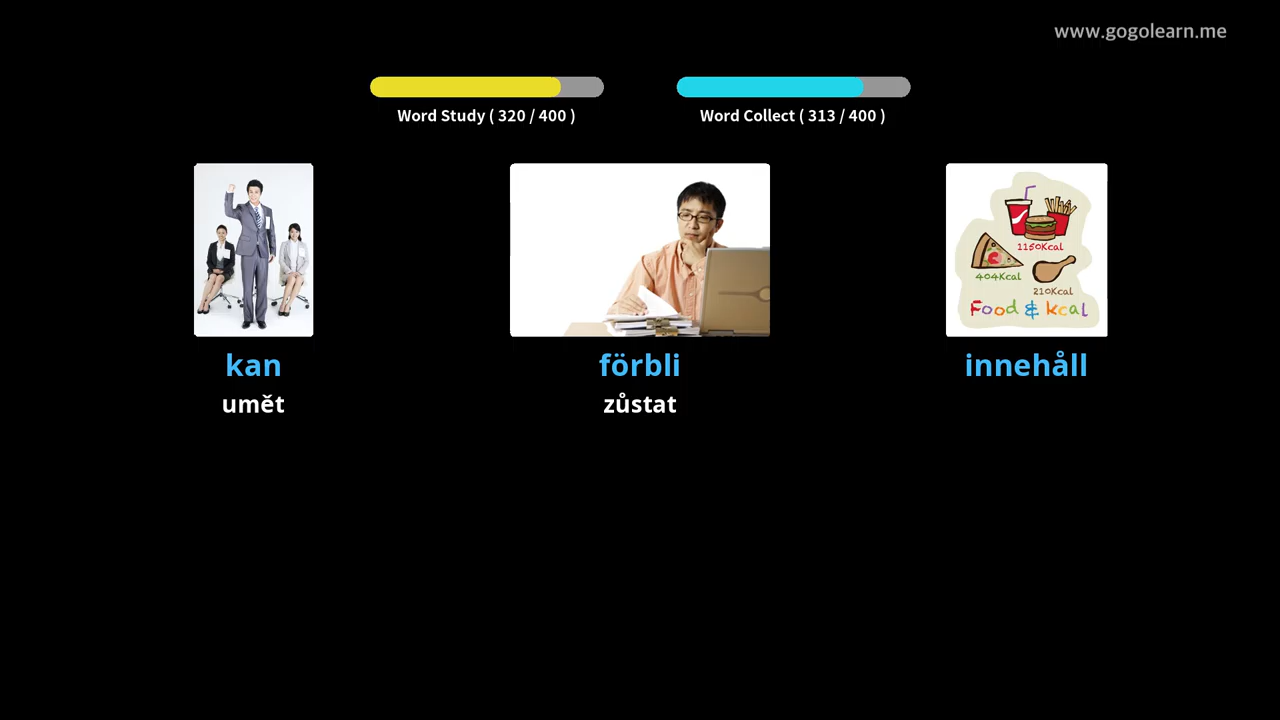 www.gogolearn.me
Word Study ( 320 / 400 )
Word Collect ( 313 / 400 )
1150Kcal
404Kcal
210Kcal
Food & kcal
kan
förbli
innehåll
umět
zůstat